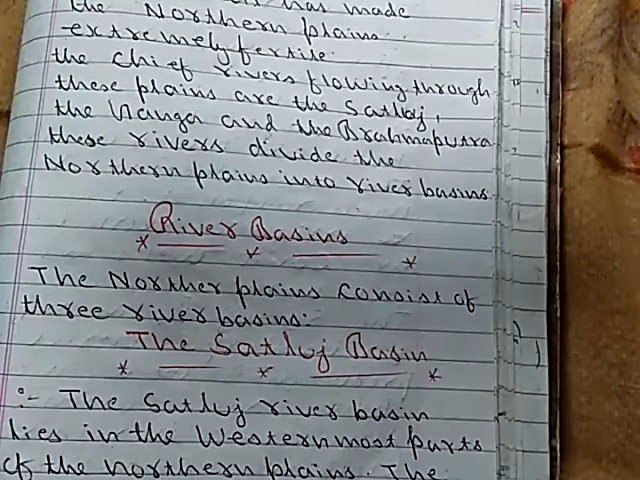 has made
the Northern plains
extremely fertile
the chief rivers flowing through
these plains are the Satluj,
the Ganga and the Brahmaputra
these rivers divide the
Northern plains into river basins
River Basins
The Norther plains consist of
three river basins:
The Satluj Basin
:- The Satluj river basin
lies in the Westernmost parts
of the northern plains. The